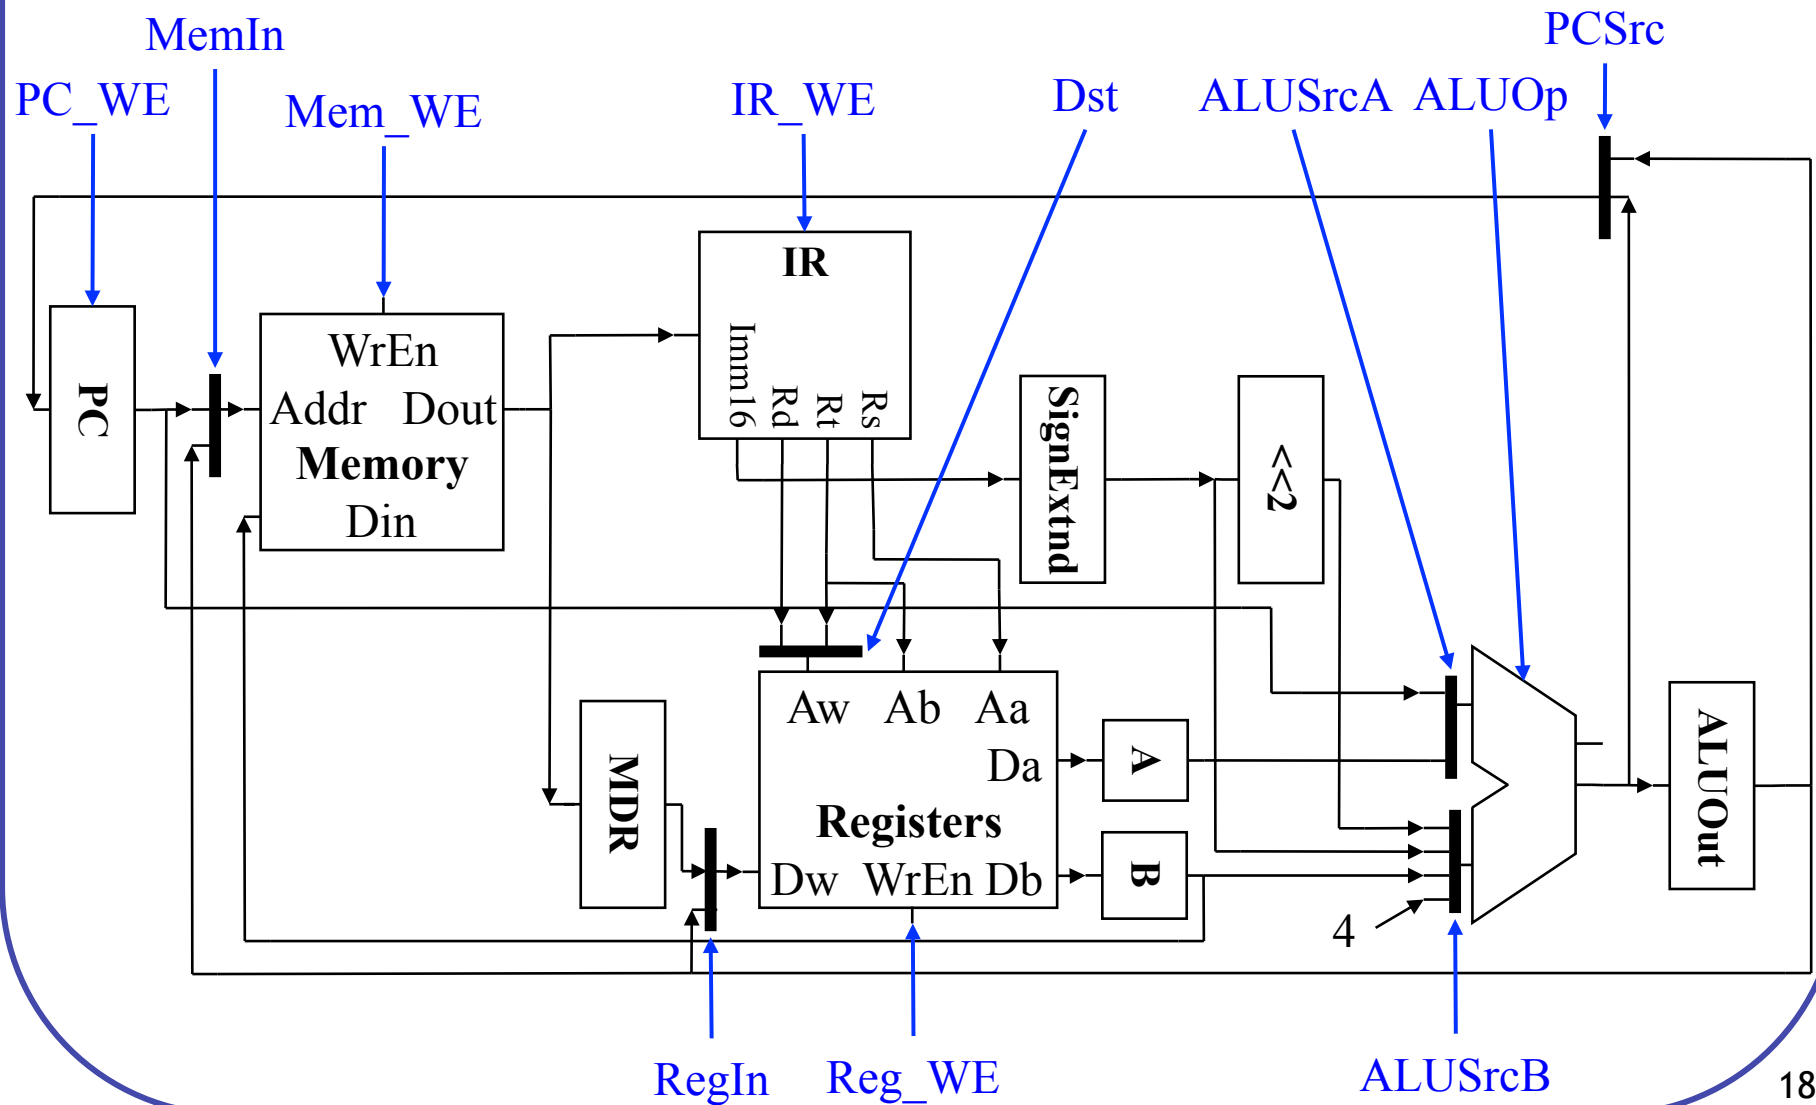 MemIn
PCSrc
PC_WE
Mem_WE
IR_WE
Dst
ALUSrcA
ALUOp
IR
Imm16
Rd
Rt
Rs
PC
WrEn
Addr Dout
Memory
Din
SignExtnd
<<2
MDR
Aw Ab Aa
Da
Registers
Dw WrEn Db
A
B
4
ALUOut
RegIn
Reg_WE
ALUSrcB
18